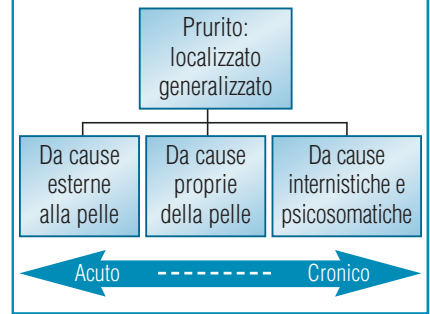 Prurito:
localizzato
generalizzato
Da cause
esterne
alla pelle
Da cause
proprie
della pelle
Da cause
internistiche e
psicosomatiche
Acuto
Cronico